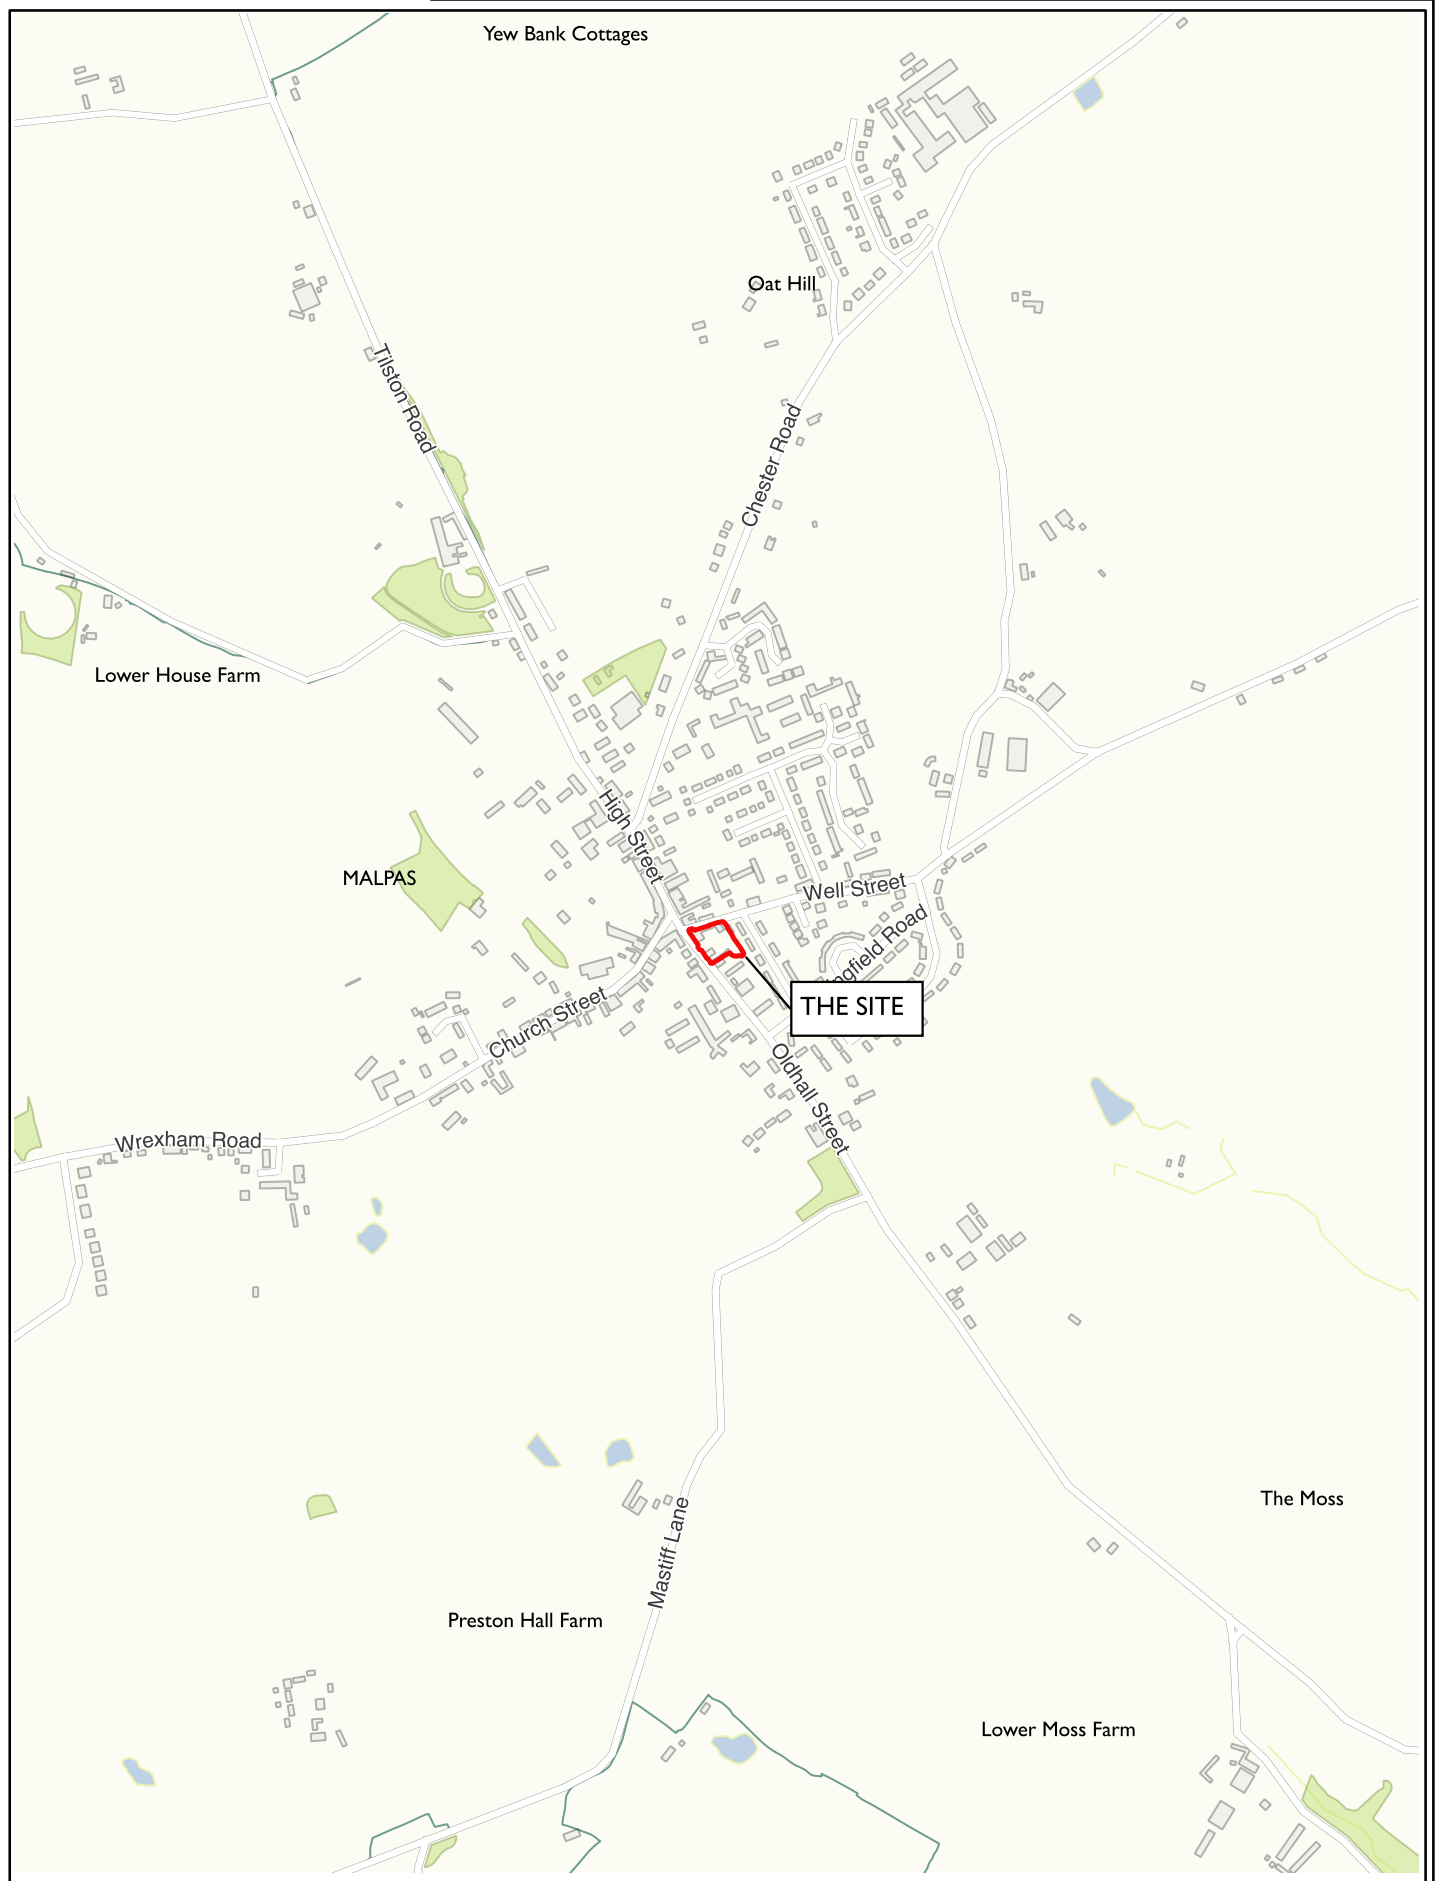 Yew Bank Cottages
Oat Hill
Tilston Road
Chester Road
Lower House Farm
High Street
MALPAS
Well Street
THE SITE
Church Street
Oldhall Street
Wrexham Road
The Moss
Mastiff Lane
Preston Hall Farm
Lower Moss Farm
Road